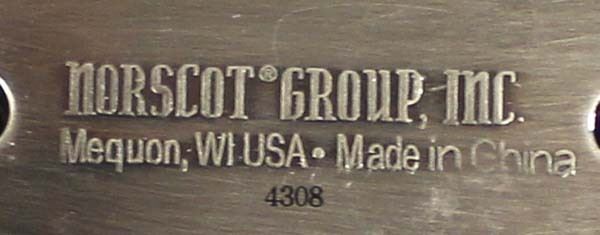 NORSCOT® GROUP, INC.
Mequon, WI USA • Made in China
4308